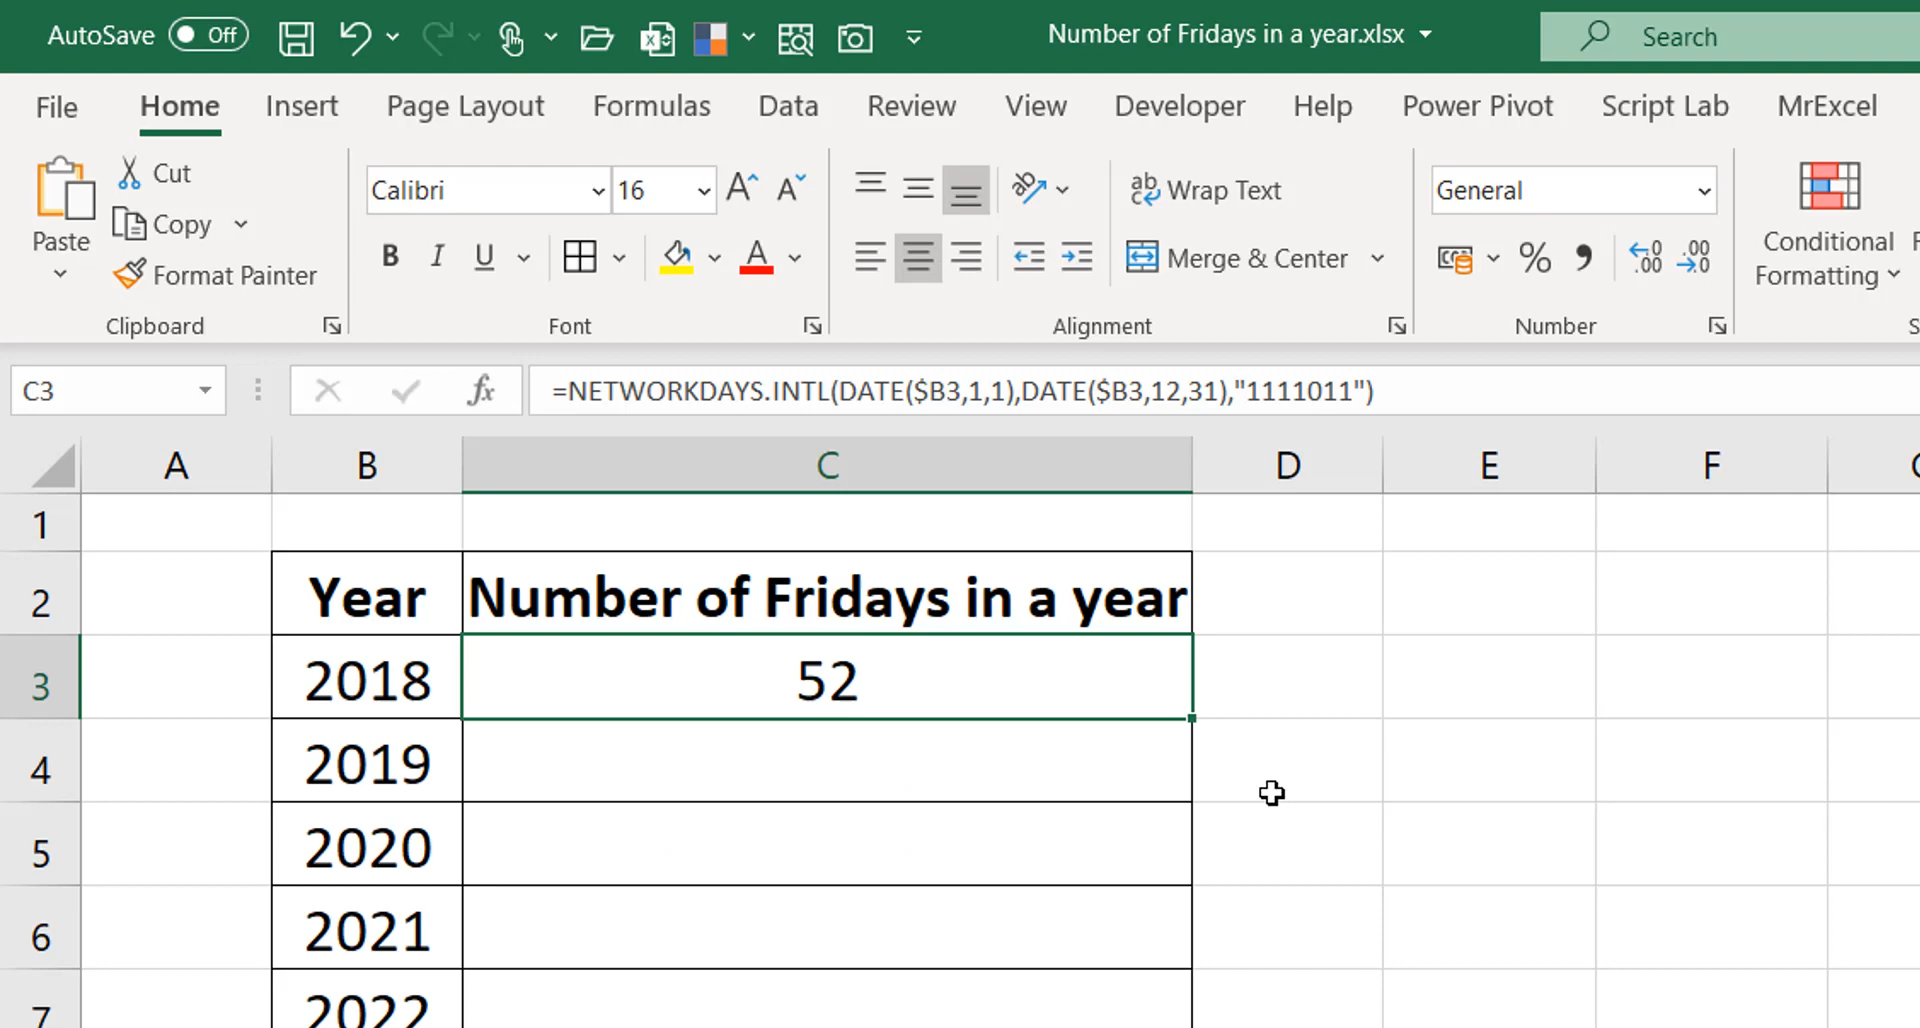 AutoSave Off Number of Fridays in a year.xlsx Search
File Home Insert Page Layout Formulas Data Review View Developer Help Power Pivot Script Lab MrExcel
Paste
Cut
Copy
Format Painter
Clipboard
Calibri 16
B I U
Font
Wrap Text
Merge & Center
Alignment
General
Number
Conditional
Formatting
C3 fx =NETWORKDAYS.INTL(DATE($B3,1,1),DATE($B3,12,31),"1111011")
A B C D E F
1
2 Year Number of Fridays in a year
3 2018 52
4 2019
5 2020
6 2021
7 2022